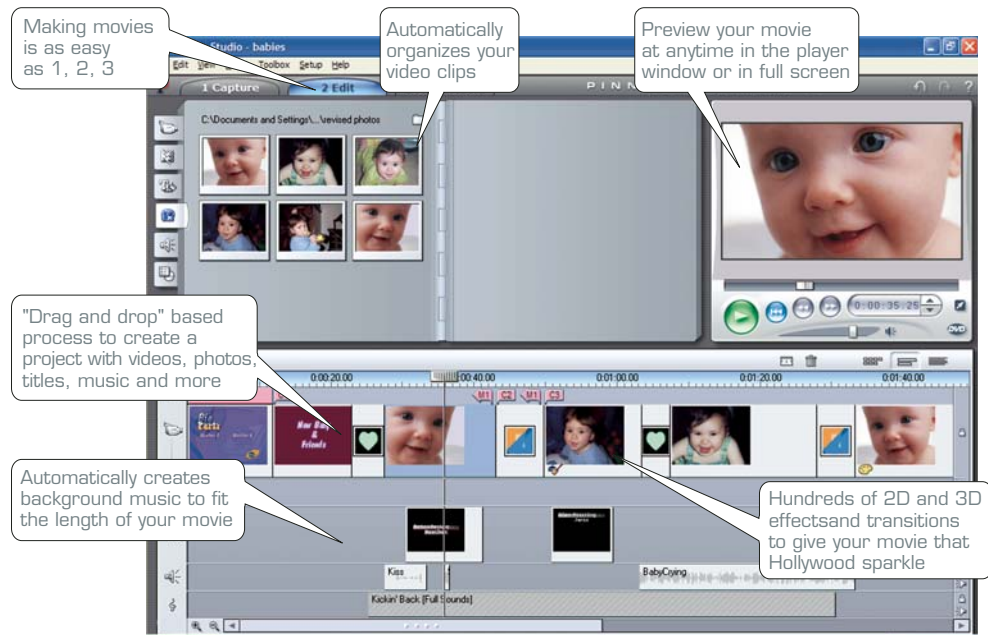 Making movies
is as easy
as 1, 2, 3
Automatically
organizes your
video clips
Preview your movie
at anytime in the player
window or in full screen
Studio - babies
Edit View Toolbox Setup Help
1 Capture
2 Edit
PINN
C:\Documents and Settings\...\revised photos
0:00:35.25
DVD
"Drag and drop" based
process to create a
project with videos, photos,
titles, music and more
0:00:20.00
0:00:40.00
0:01:00.00
0:01:20.00
0:01:40.00
M1 C2 M1 C3
New Baby
&
Friends
Automatically creates
background music to fit
the length of your movie
Hundreds of 2D and 3D
effectsand transitions
to give your movie that
Hollywood sparkle
Kiss
BabyCrying
Kickin' Back [Full Sounds]